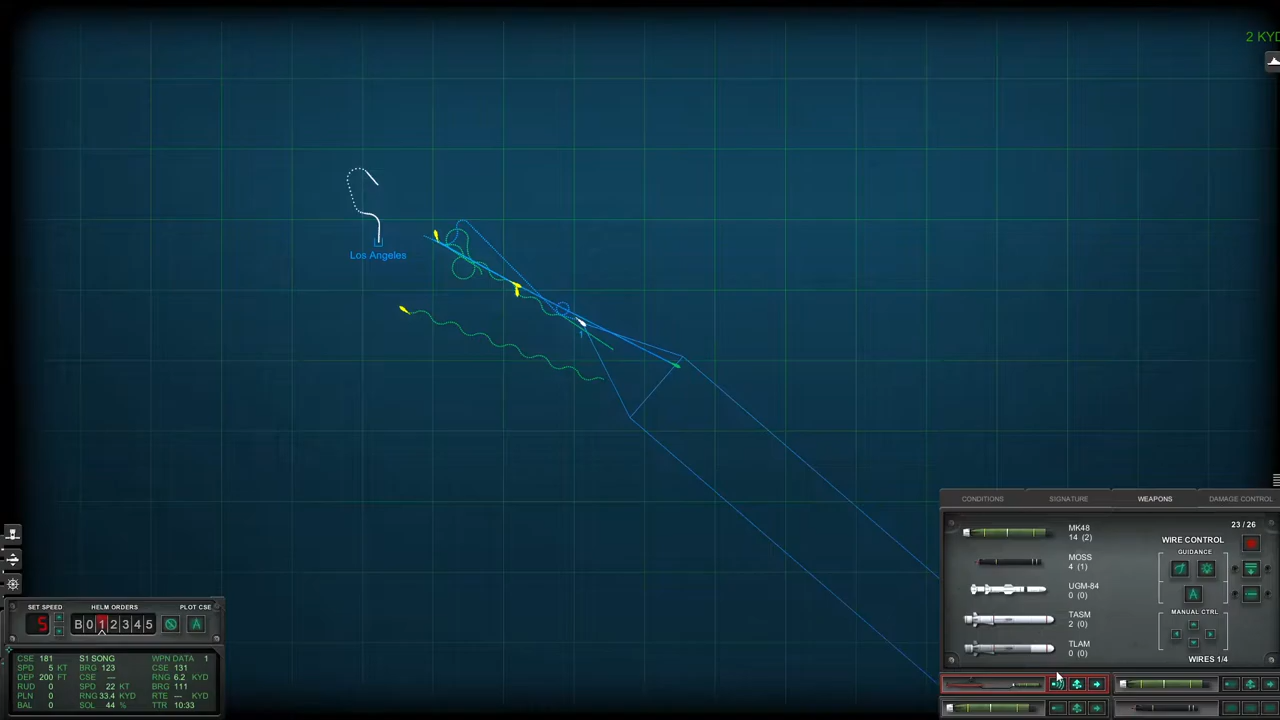 2 KYD
Los Angeles
1
CONDITIONS
SIGNATURE
WEAPONS
DAMAGE CONTROL
MK48
14 (2)
23 / 26
WIRE CONTROL
GUIDANCE
MOSS
4 (1)
A
UGM-84
0 (0)
TASM
2 (0)
MANUAL CTRL
TLAM
0 (0)
WIRES 1/4
SET SPEED
HELM ORDERS
PLOT CSE
5
B 0 1 2 3 4 5
A
CSE 181 S1 SONG WPN DATA 1
SPD 5 KT BRG 123 CSE 131
DEP 200 FT CSE --- RNG 6.2 KYD
RUD 0 SPD 22 KT BRG 111
PLN 0 RNG 33.4 KYD RTE --- KYD
BAL 0 SOL 44 % TTR 10:33